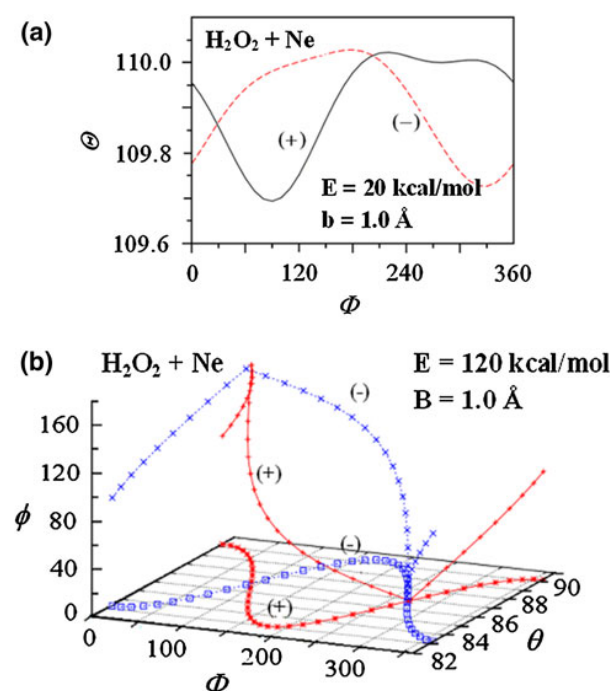 (a)
H₂O₂ + Ne
110.0
109.8
109.6
Θ
(+)
(−)
E = 20 kcal/mol
b = 1.0 Å
0 120 240 360
Φ
(b)
H₂O₂ + Ne
E = 120 kcal/mol
B = 1.0 Å
(-)
(+)
(-)
(+)
160
120
80
40
0
ϕ
0 100 200 300
Φ
82 84 86 88 90
θ